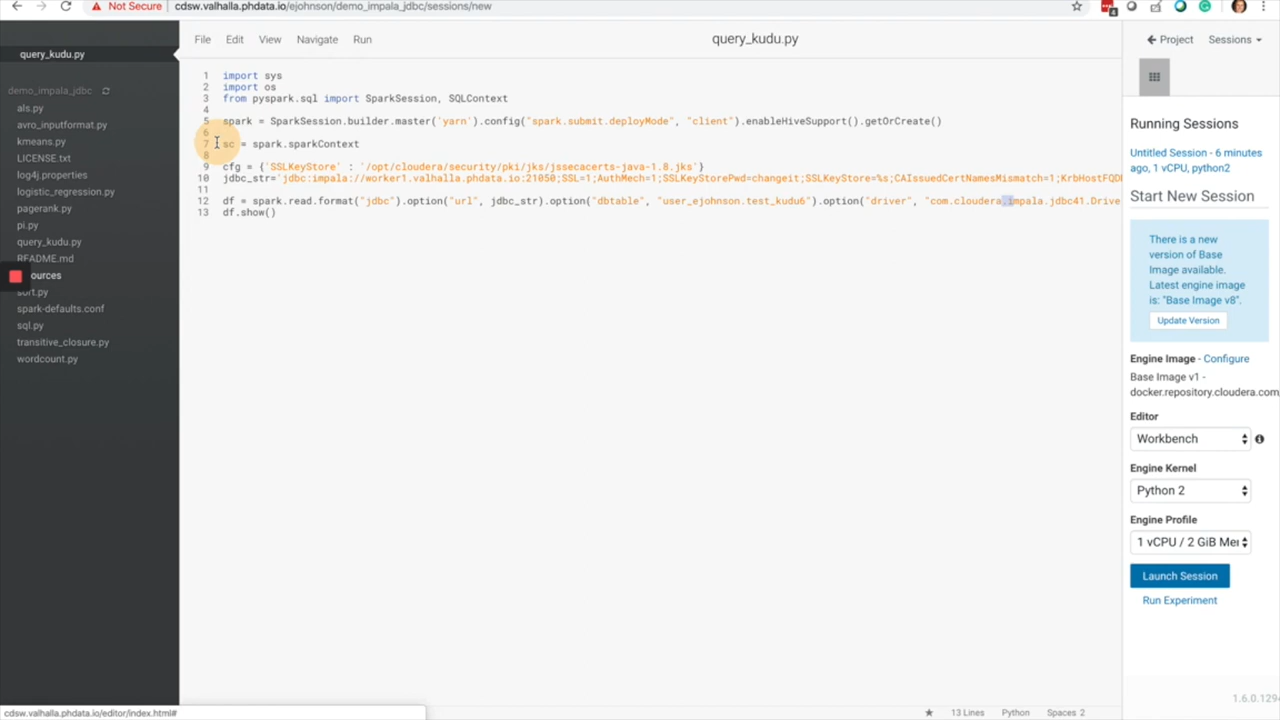 Not Secure cdsw.valhalla.phdata.io/ejohnson/demo_impala_jdbc/sessions/new
4
query_kudu.py
demo_impala_jdbc
als.py
avro_inputformat.py
kmeans.py
LICENSE.txt
log4j.properties
logistic_regression.py
pagerank.py
pi.py
query_kudu.py
README.md
ources
sort.py
spark-defaults.conf
sql.py
transitive_closure.py
wordcount.py
File Edit View Navigate Run
query_kudu.py
1 import sys
2 import os
3 from pyspark.sql import SparkSession, SQLContext
4
5 spark = SparkSession.builder.master('yarn').config("spark.submit.deployMode", "client").enableHiveSupport().getOrCreate()
6
7 sc = spark.sparkContext
8
9 cfg = {'SSLKeyStore' : '/opt/cloudera/security/pki/jks/jssecacerts-java-1.8.jks'}
10 jdbc_str='jdbc:impala://worker1.valhalla.phdata.io:21050;SSL=1;AuthMech=1;SSLKeyStorePwd=changeit;SSLKeyStore=%s;CAIssuedCertNamesMismatch=1;KrbHostFQD
11
12 df = spark.read.format("jdbc").option("url", jdbc_str).option("dbtable", "user_ejohnson.test_kudu6").option("driver", "com.cloudera.impala.jdbc41.Drive
13 df.show()
Project Sessions
Running Sessions
Untitled Session - 6 minutes
ago, 1 vCPU, python2
Start New Session
There is a new
version of Base
Image available.
Latest engine image
is: "Base Image v8".
Update Version
Engine Image - Configure
Base Image v1 -
docker.repository.cloudera.com
Editor
Workbench
Engine Kernel
Python 2
Engine Profile
1 vCPU / 2 GiB Mer
Launch Session
Run Experiment
1.6.0.129
cdsw.valhalla.phdata.io/editor/index.html#
13 Lines Python Spaces 2